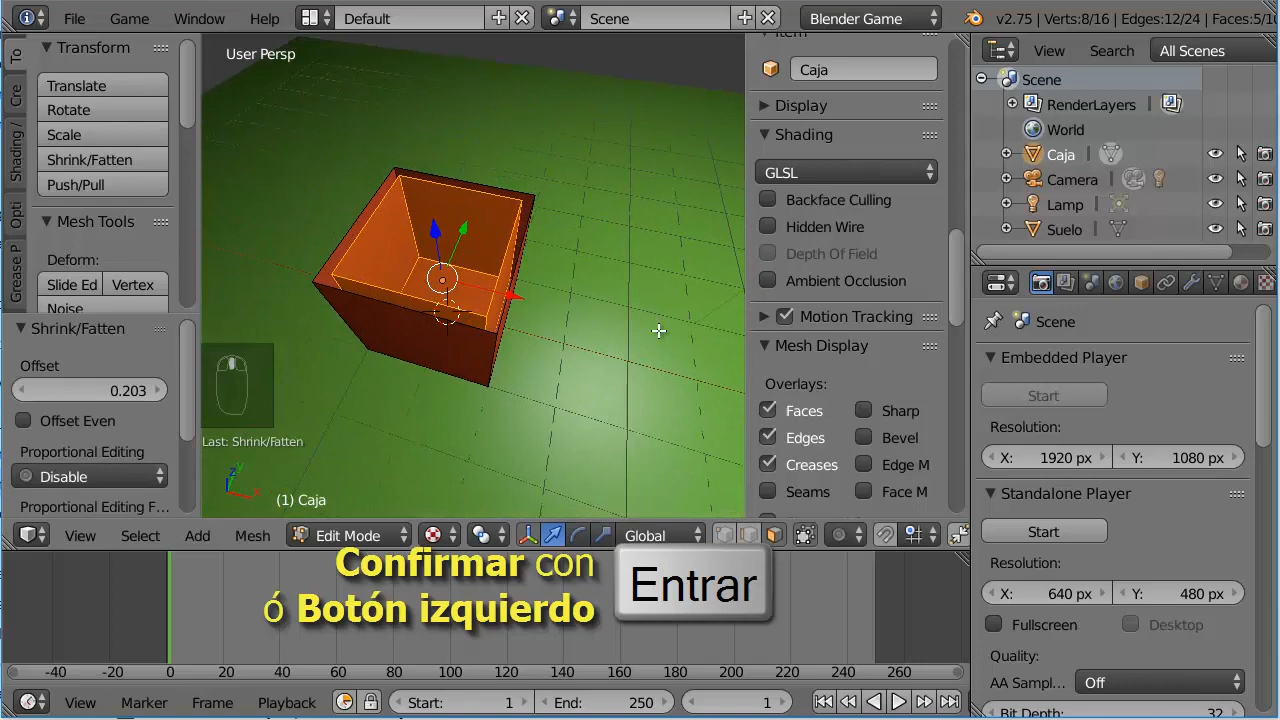 File Game Window Help Default Scene Blender Game v2.75 | Verts:8/16 | Edges:12/24 | Faces:5/10
To
Cre
Shading /
Opti
Grease P
Transform
Translate
Rotate
Scale
Shrink/Fatten
Push/Pull
Mesh Tools
Deform:
Slide Ed Vertex
Noise
Shrink/Fatten
Offset
0.203
Offset Even
Proportional Editing
Disable
Proportional Editing F...
User Persp
Last: Shrink/Fatten
z y
x
(1) Caja
Item
Caja
Display
Shading
GLSL
Backface Culling
Hidden Wire
Depth Of Field
Ambient Occlusion
Motion Tracking
Mesh Display
Overlays:
Faces Sharp
Edges Bevel
Creases Edge M
Seams Face M
View Search All Scenes
Scene
RenderLayers
World
Caja
Camera
Lamp
Suelo
Scene
Embedded Player
Start
Resolution:
X: 1920 px Y: 1080 px
Standalone Player
Start
Resolution:
X: 640 px Y: 480 px
Fullscreen Desktop
Quality:
AA Sampl... Off
Bit Depth: 32
View Select Add Mesh Edit Mode Global
Confirmar con
ó Botón izquierdo
Entrar
-40 -20 0 20 40 60 80 100 120 140 160 180 200 220 240 260
View Marker Frame Playback Start: 1 End: 250 1